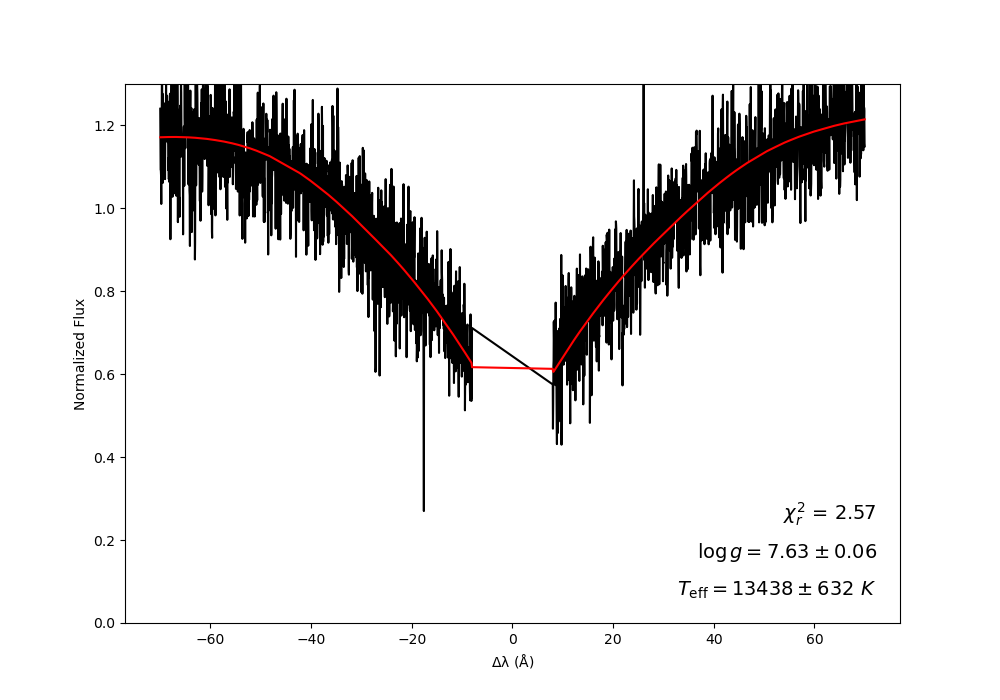 1.2
1.0
0.8
0.6
0.4
0.2
0.0
Normalized Flux
χ²ᵣ = 2.57
log g = 7.63 ± 0.06
T_eff = 13438 ± 632 K
−60 −40 −20 0 20 40 60
Δλ (Å)